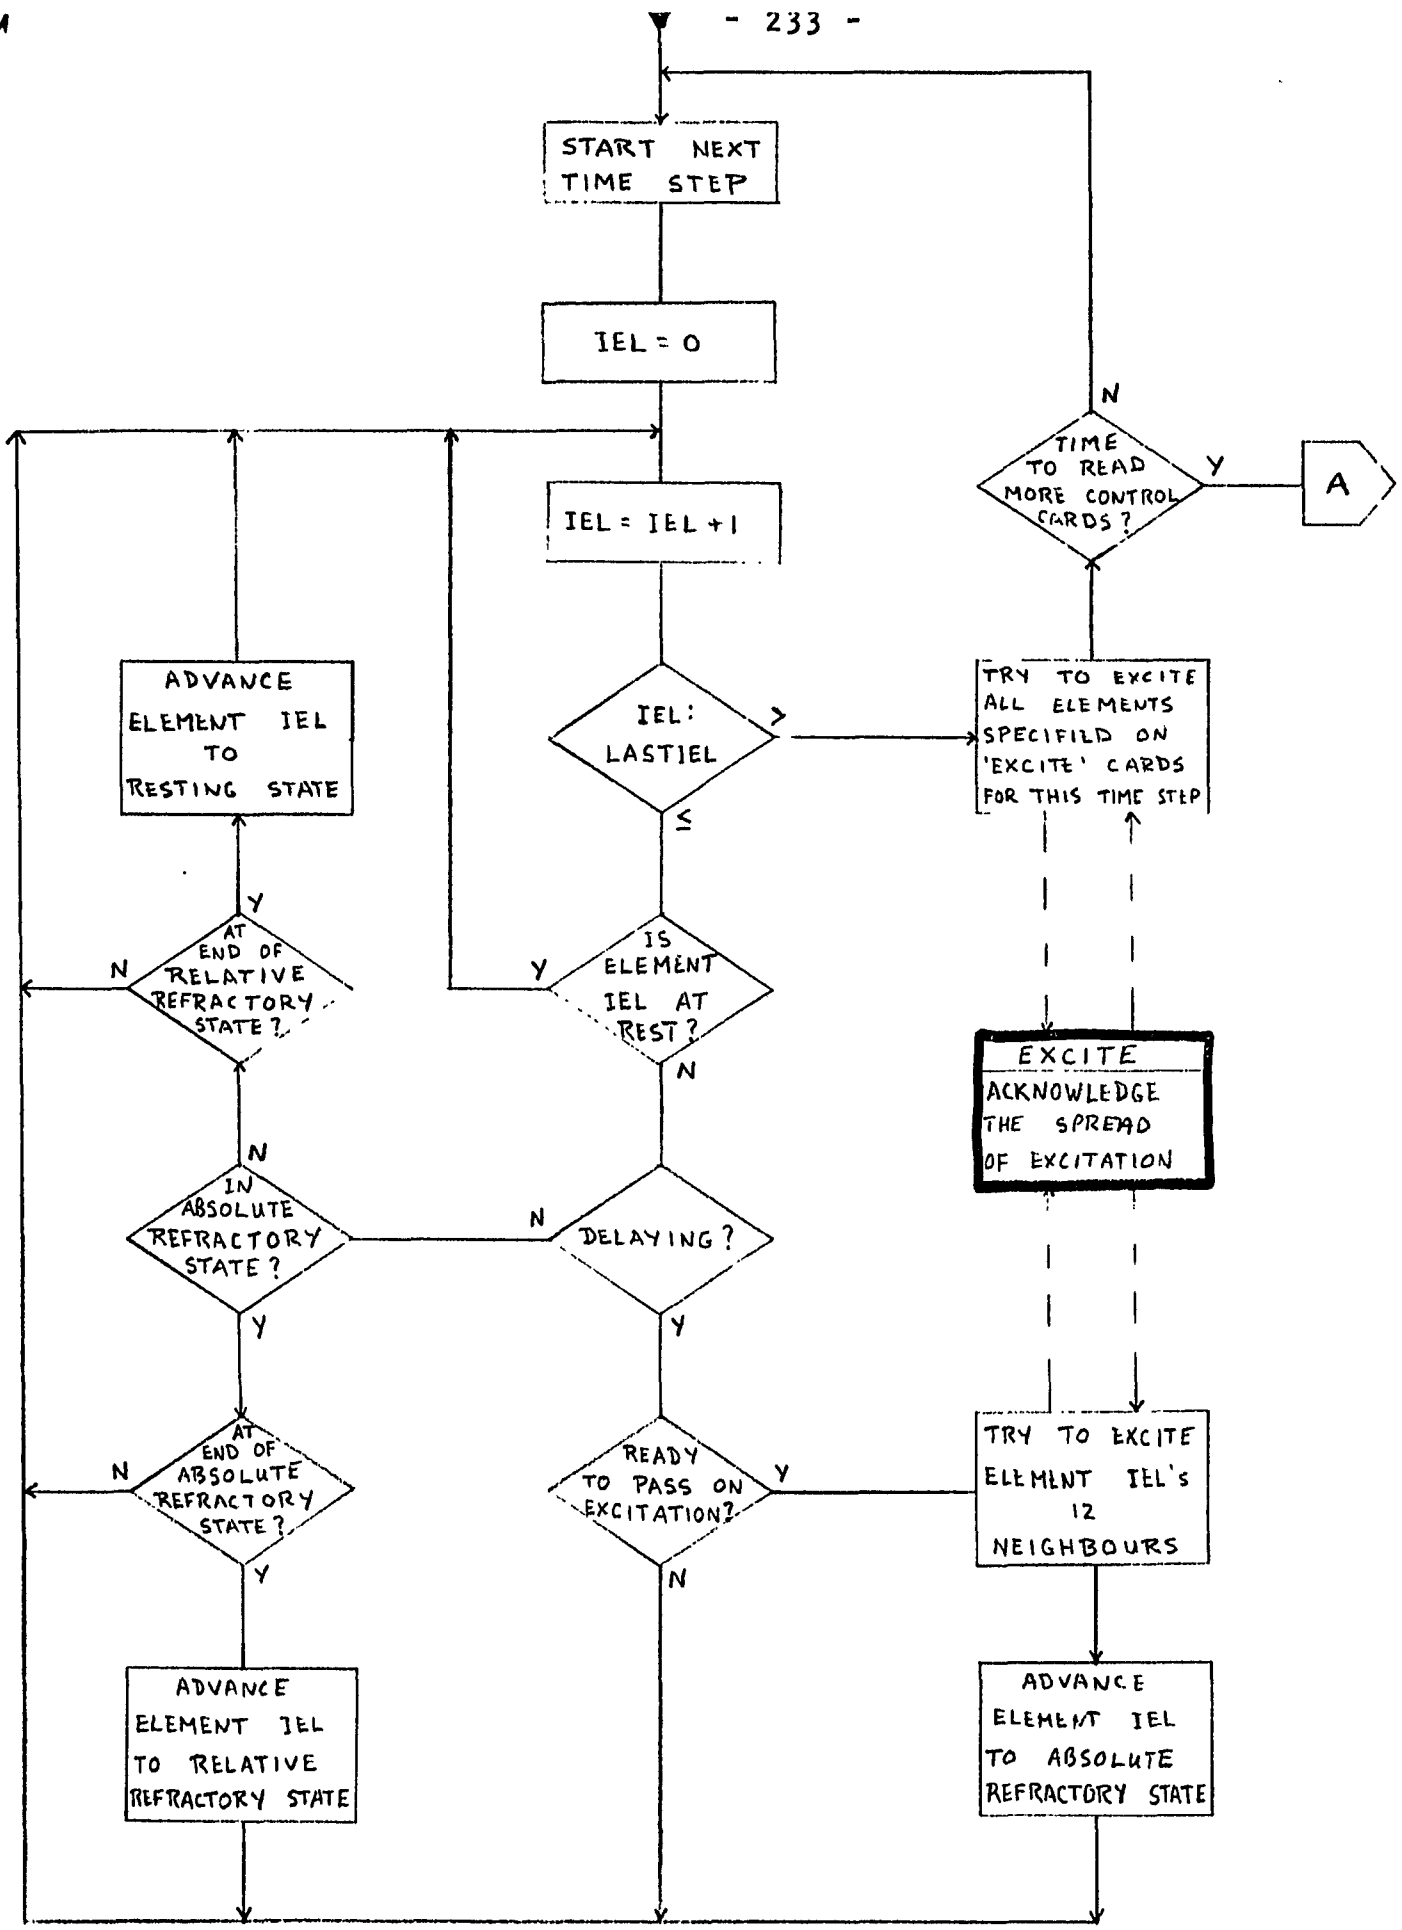 - 233 -
START NEXT
TIME STEP
IEL = 0
N
TIME
TO READ
MORE CONTROL
CARDS?
Y
A
IEL = IEL + 1
ADVANCE
ELEMENT IEL
TO
RESTING STATE
IEL:
LASTIEL
>
≤
TRY TO EXCITE
ALL ELEMENTS
SPECIFIED ON
'EXCITE' CARDS
FOR THIS TIME STEP
Y
AT
END OF
RELATIVE
REFRACTORY
STATE?
N
IS
ELEMENT
IEL AT
REST?
Y
N
EXCITE
ACKNOWLEDGE
THE SPREAD
OF EXCITATION
N
IN
ABSOLUTE
REFRACTORY
STATE?
Y
N
DELAYING?
Y
AT
END OF
ABSOLUTE
REFRACTORY
STATE?
N
Y
READY
TO PASS ON
EXCITATION?
Y
N
TRY TO EXCITE
ELEMENT IEL's
12
NEIGHBOURS
ADVANCE
ELEMENT IEL
TO RELATIVE
REFRACTORY STATE
ADVANCE
ELEMENT IEL
TO ABSOLUTE
REFRACTORY STATE